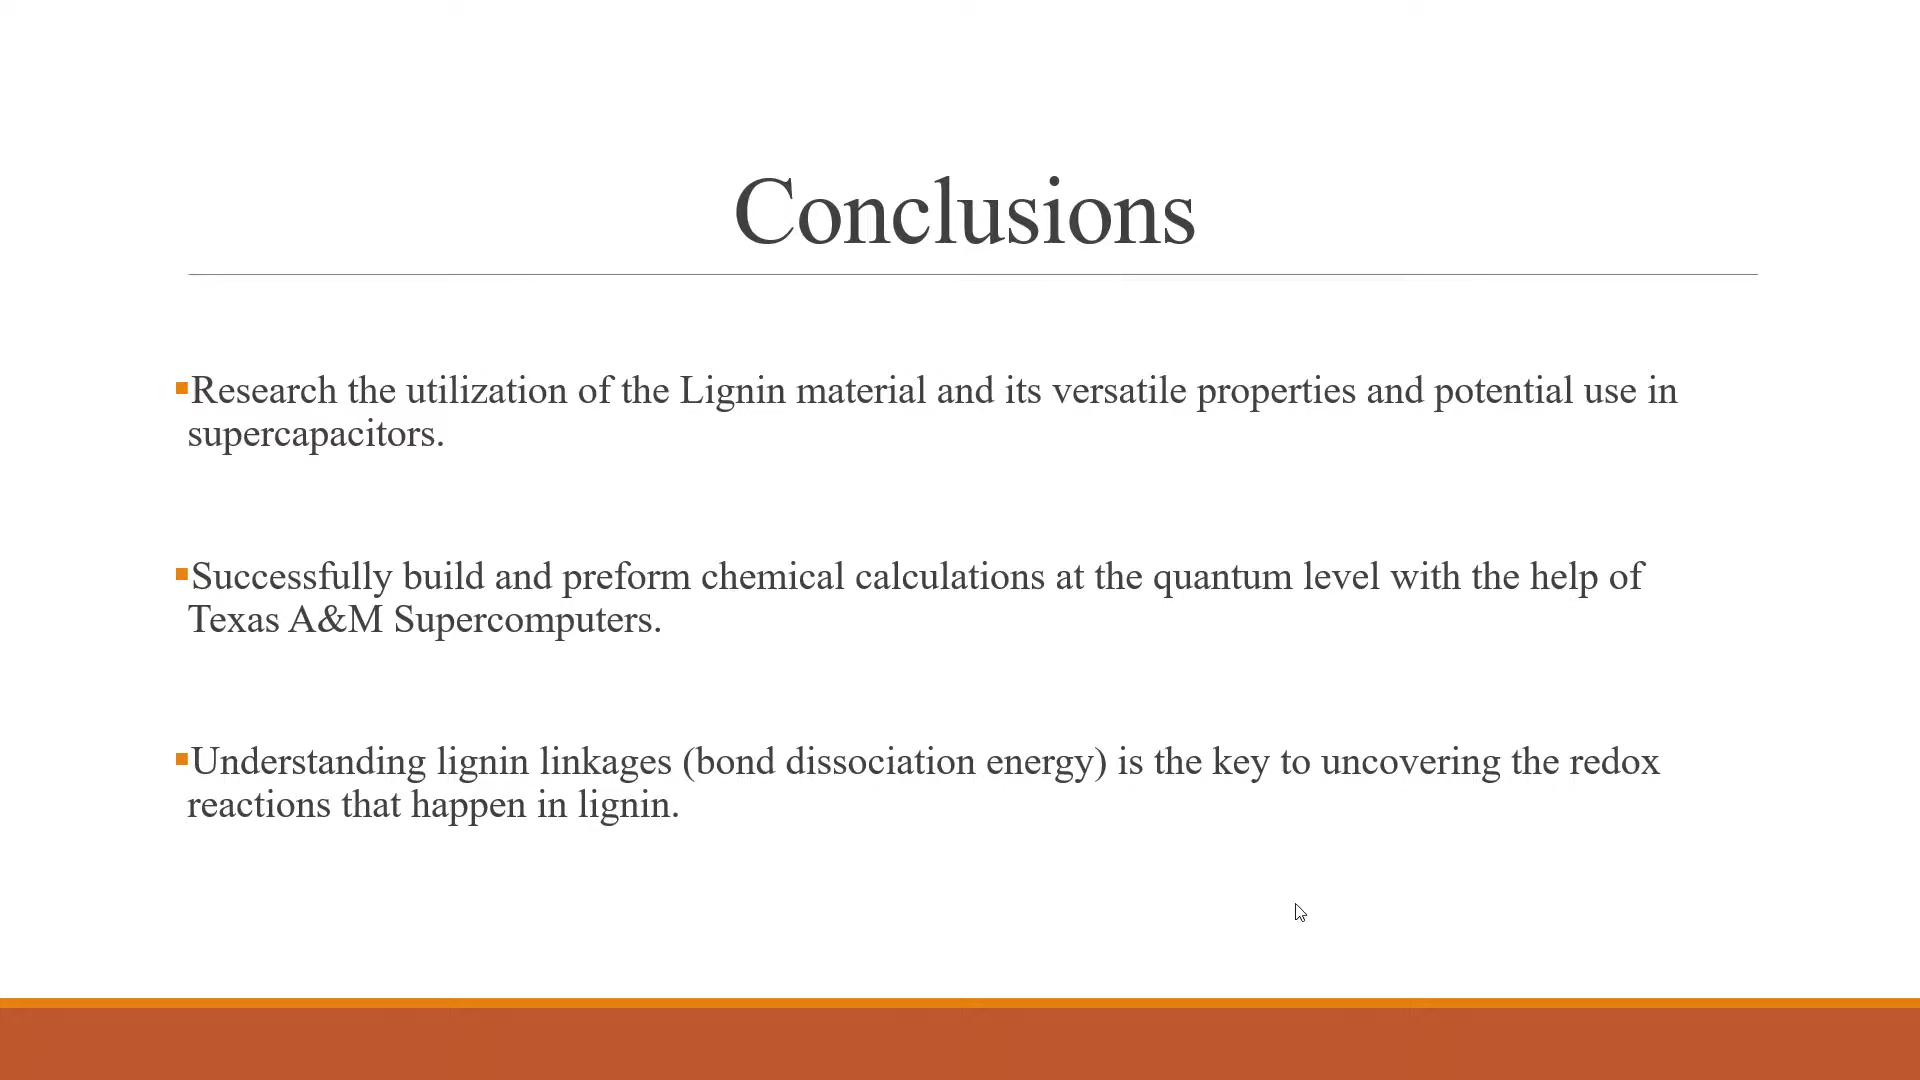 Conclusions
▪Research the utilization of the Lignin material and its versatile properties and potential use in
supercapacitors.
▪Successfully build and preform chemical calculations at the quantum level with the help of
Texas A&M Supercomputers.
▪Understanding lignin linkages (bond dissociation energy) is the key to uncovering the redox
reactions that happen in lignin.